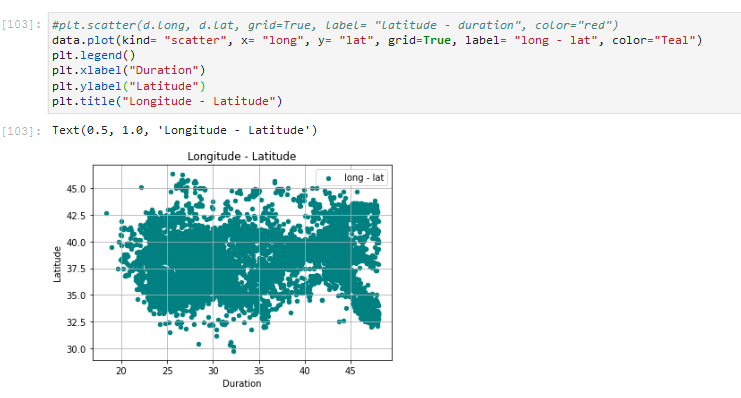 [103]: #plt.scatter(d.long, d.lat, grid=True, label= "latitude - duration", color="red")
data.plot(kind= "scatter", x= "long", y= "lat", grid=True, label= "long - lat", color="Teal")
plt.legend()
plt.xlabel("Duration")
plt.ylabel("Latitude")
plt.title("Longitude - Latitude")
[103]: Text(0.5, 1.0, 'Longitude - Latitude')
Longitude - Latitude
long - lat
45.0
42.5
40.0
37.5
35.0
32.5
30.0
Latitude
20 25 30 35 40 45
Duration